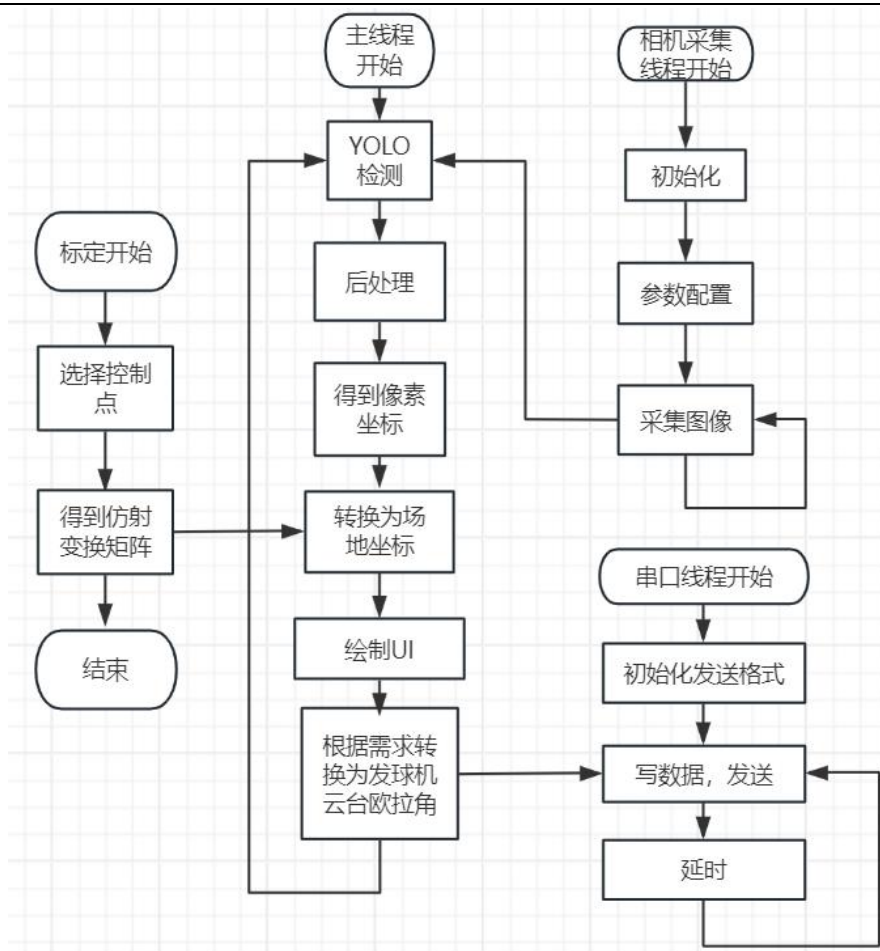 标定开始
选择控制
点
得到仿射
变换矩阵
结束
主线程
开始
YOLO
检测
后处理
得到像素
坐标
转换为场
地坐标
绘制UI
根据需求转
换为发球机
云台欧拉角
相机采集
线程开始
初始化
参数配置
采集图像
串口线程开始
初始化发送格式
写数据，发送
延时